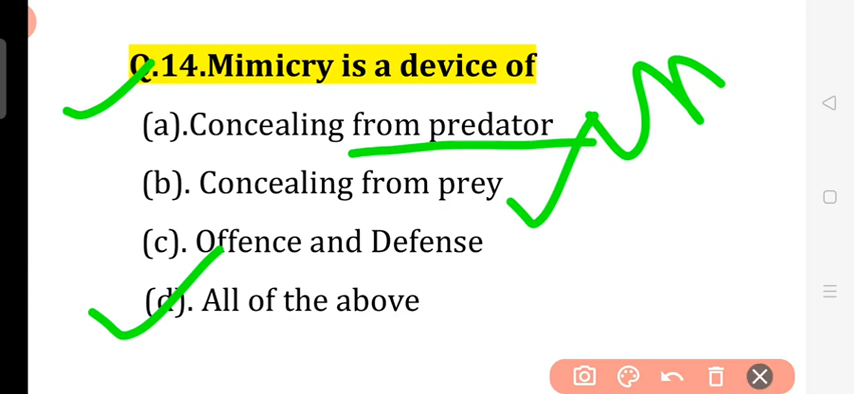 Q.14.Mimicry is a device of
(a).Concealing from predator
(b). Concealing from prey
(c). Offence and Defense
(d). All of the above